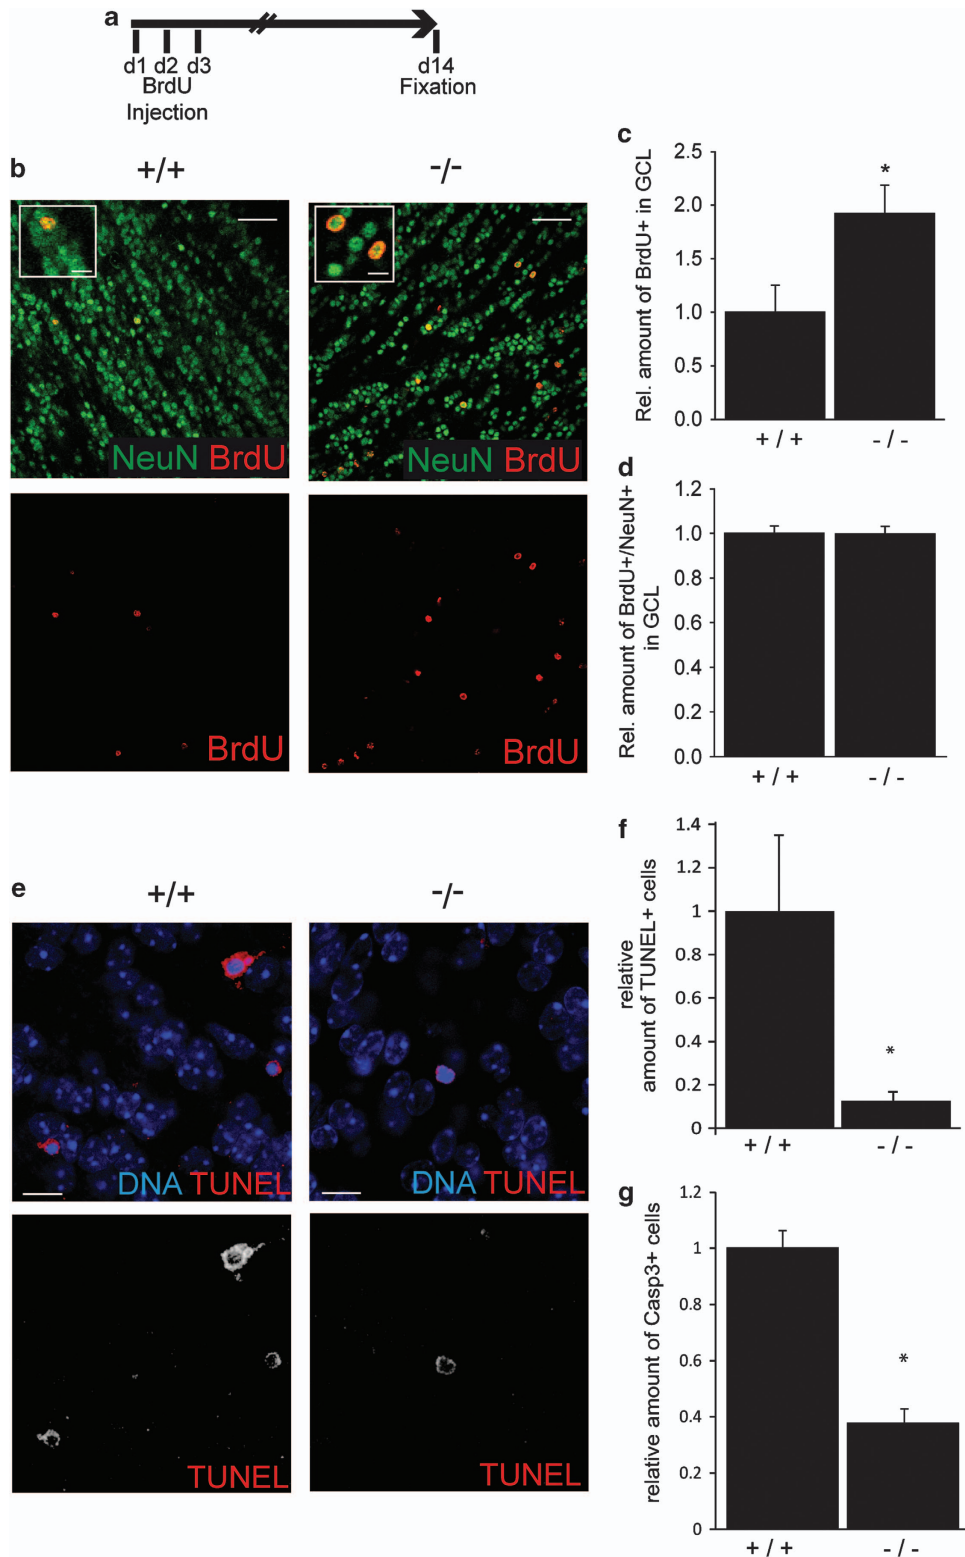 a
d1 d2 d3
BrdU
Injection
d14
Fixation
b
+/+
-/-
NeuN BrdU
NeuN BrdU
BrdU
BrdU
c
Rel. amount of BrdU+ in GCL
2.5
2.0
1.5
1.0
0.5
0.0
*
+ / +
- / -
d
Rel. amount of BrdU+/NeuN+
in GCL
1.2
1.0
0.8
0.6
0.4
0.2
0.0
+ / +
- / -
e
+/+
-/-
DNA TUNEL
DNA TUNEL
TUNEL
TUNEL
f
relative
amount of TUNEL+ cells
1.4
1.2
1
0.8
0.6
0.4
0.2
0
*
+ / +
- / -
g
relative amount of Casp3+ cells
1.2
1
0.8
0.6
0.4
0.2
0
*
+ / +
- / -